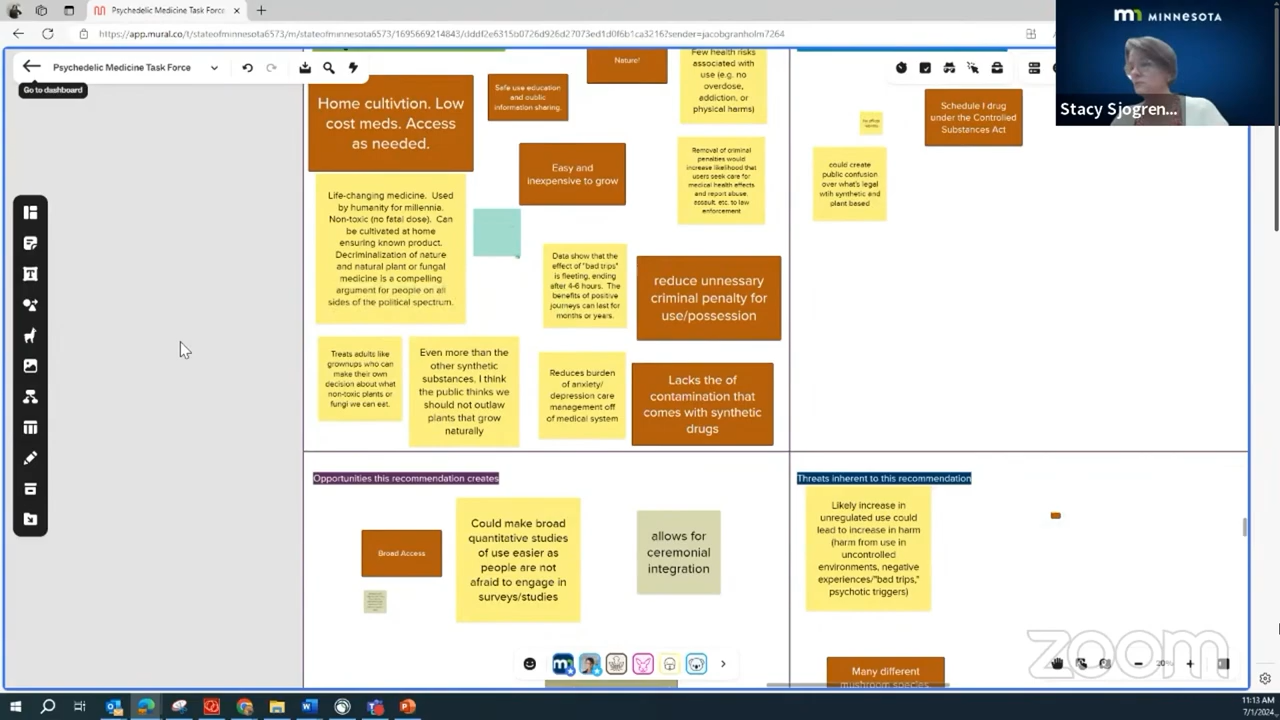 Psychedelic Medicine Task Force
https://app.mural.co/t/stateofminnesota6573/m/stateofminnesota6573/1695669214843/dddf2e6315b0726d926d27073ed1d0f6b1ca3216?sender=jacobgranholm7264
Psychedelic Medicine Task Force
Go to dashboard
MINNESOTA
Stacy Sjogren...
Home cultivtion. Low
cost meds. Access
as needed.
Safe use education
and public
information sharing.
Nature!
Few health risks
associated with
use (e.g. no
overdose,
addiction, or
physical harms)
Easy and
inexpensive to grow
Removal of criminal
penalties would
increase likelihood that
users seek care for
medical health effects
and report abuse,
assault, etc. to law
enforcement
Life-changing medicine. Used
by humanity for millennia.
Non-toxic (no fatal dose). Can
be cultivated at home
ensuring known product.
Decriminalization of nature
and natural plant or fungal
medicine is a compelling
argument for people on all
sides of the political spectrum.
Data show that the
effect of "bad trips"
is fleeting, ending
after 4-6 hours. The
benefits of positive
journeys can last for
months or years.
reduce unnessary
criminal penalty for
use/possession
Treats adults like
grownups who can
make their own
decision about what
non-toxic plants or
fungi we can eat.
Even more than the
other synthetic
substances, I think
the public thinks we
should not outlaw
plants that grow
naturally
Reduces burden
of anxiety/
depression care
management off
of medical system
Lacks the of
contamination that
comes with synthetic
drugs
Schedule I drug
under the Controlled
Substances Act
could create
public confusion
over what's legal
wtih synthetic and
plant based
Opportunities this recommendation creates
Broad Access
Could make broad
quantitative studies
of use easier as
people are not
afraid to engage in
surveys/studies
allows for
ceremonial
integration
Threats inherent to this recommendation
Likely increase in
unregulated use could
lead to increase in harm
(harm from use in
uncontrolled
environments, negative
experiences/"bad trips,"
psychotic triggers)
Many different
mushroom species
zoom
20%
11:13 AM
7/1/2024